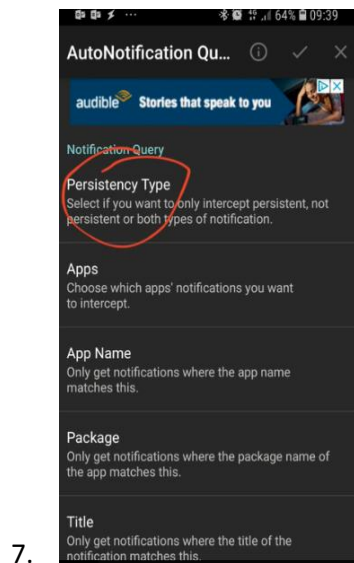 64% 09:39
AutoNotification Qu...
audible Stories that speak to you
Notification Query
Persistency Type
Select if you want to only intercept persistent, not
persistent or both types of notification.
Apps
Choose which apps' notifications you want
to intercept.
App Name
Only get notifications where the app name
matches this.
Package
Only get notifications where the package name of
the app matches this.
Title
Only get notifications where the title of the
7. notification matches this.